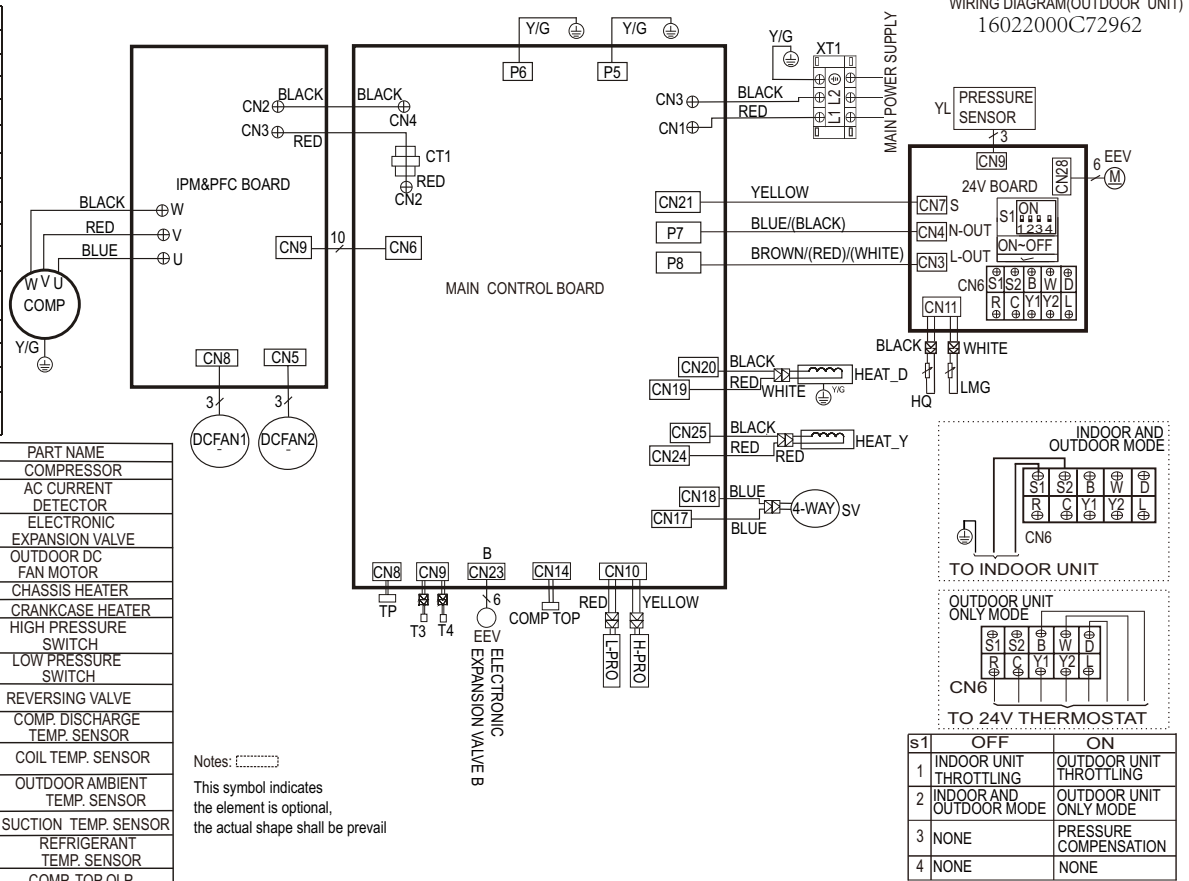 WIRING DIAGRAM(OUTDOOR UNIT)
16022000C72962
Y/G
Y/G
P6
P5
Y/G
XT1
L2
L1
MAIN POWER SUPPLY
CN3
BLACK
CN1
RED
CN2
BLACK
BLACK
CN4
CN3
RED
CT1
RED
CN2
IPM&PFC BOARD
BLACK
W
RED
V
BLUE
U
W V U
COMP
Y/G
CN9
10
CN6
MAIN CONTROL BOARD
CN21
YELLOW
P7
BLUE/(BLACK)
P8
BROWN/(RED)/(WHITE)
YL
PRESSURE
SENSOR
3
CN9
24V BOARD
CN28
6
EEV
M
CN7 S
CN4 N-OUT
CN3 L-OUT
S1
ON
1234
ON~OFF
CN6
S1 S2 B W D
R C Y1 Y2 L
CN11
BLACK
WHITE
HQ
LMG
CN8
CN5
3
3
DCFAN1
DCFAN2
CN20
BLACK
CN19
RED
WHITE
HEAT_D
Y/G
CN25
BLACK
CN24
RED
RED
HEAT_Y
CN18
BLUE
CN17
BLUE
4-WAY
SV
CN8
CN9
B
CN23
CN14
CN10
TP
T3
T4
6
EEV
ELECTRONIC
EXPANSION VALVE B
COMP TOP
RED
YELLOW
L-PRO
H-PRO
PART NAME
COMPRESSOR
AC CURRENT
DETECTOR
ELECTRONIC
EXPANSION VALVE
OUTDOOR DC
FAN MOTOR
CHASSIS HEATER
CRANKCASE HEATER
HIGH PRESSURE
SWITCH
LOW PRESSURE
SWITCH
REVERSING VALVE
COMP. DISCHARGE
TEMP. SENSOR
COIL TEMP. SENSOR
OUTDOOR AMBIENT
TEMP. SENSOR
SUCTION TEMP. SENSOR
REFRIGERANT
TEMP. SENSOR
COMP. TOP OLP
Notes:
This symbol indicates
the element is optional,
the actual shape shall be prevail
INDOOR AND
OUTDOOR MODE
S1 S2 B W D
R C Y1 Y2 L
CN6
TO INDOOR UNIT
OUTDOOR UNIT
ONLY MODE
S1 S2 B W D
R C Y1 Y2 L
CN6
TO 24V THERMOSTAT
s1 OFF ON
1 INDOOR UNIT THROTTLING OUTDOOR UNIT THROTTLING
2 INDOOR AND OUTDOOR MODE OUTDOOR UNIT ONLY MODE
3 NONE PRESSURE COMPENSATION
4 NONE NONE